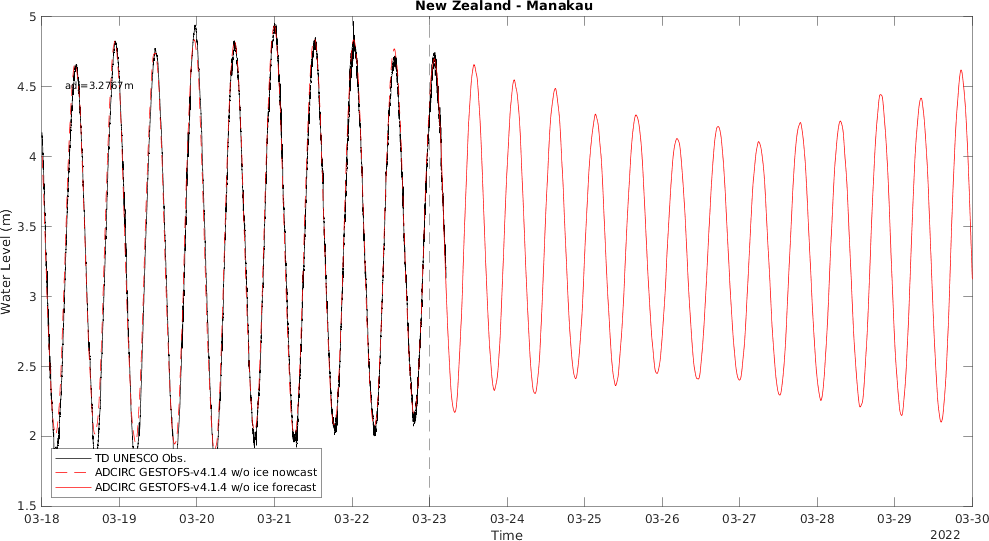 New Zealand - Manakau
5
4.5
4
3.5
3
2.5
2
1.5
Water Level (m)
=3.2767m
TD UNESCO Obs.
ADCIRC GESTOFS-v4.1.4 w/o ice nowcast
ADCIRC GESTOFS-v4.1.4 w/o ice forecast
03-18 03-19 03-20 03-21 03-22 03-23 03-24 03-25 03-26 03-27 03-28 03-29 03-30
Time
2022